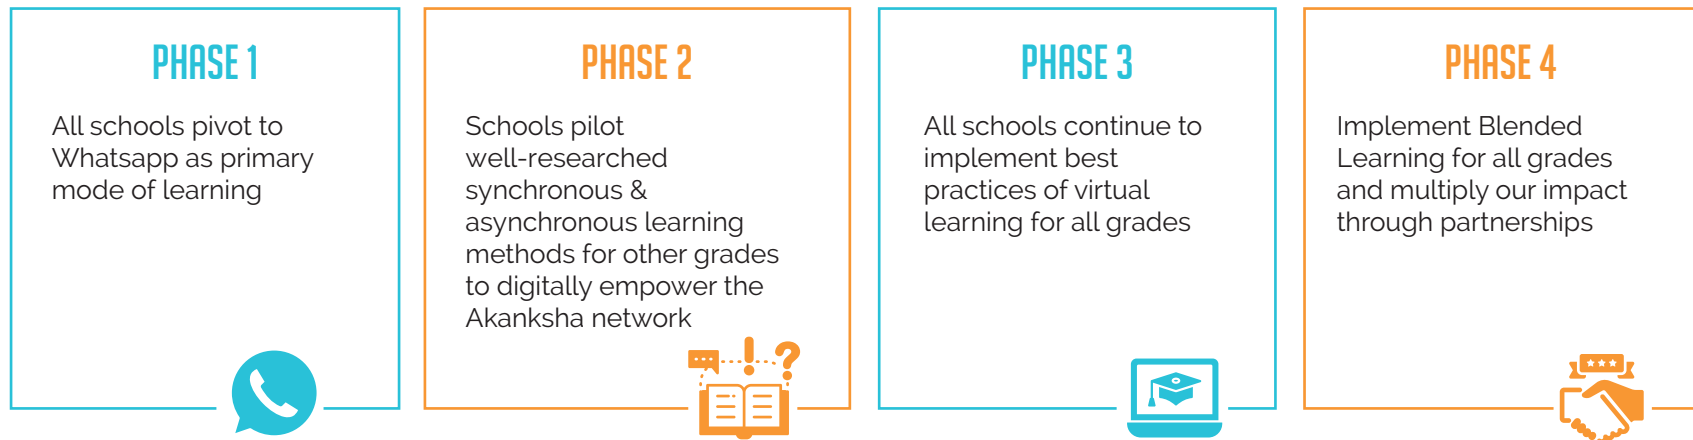 PHASE 1
All schools pivot to
Whatsapp as primary
mode of learning
PHASE 2
Schools pilot
well-researched
synchronous &
asynchronous learning
methods for other grades
to digitally empower the
Akanksha network
PHASE 3
All schools continue to
implement best
practices of virtual
learning for all grades
PHASE 4
Implement Blended
Learning for all grades
and multiply our impact
through partnerships